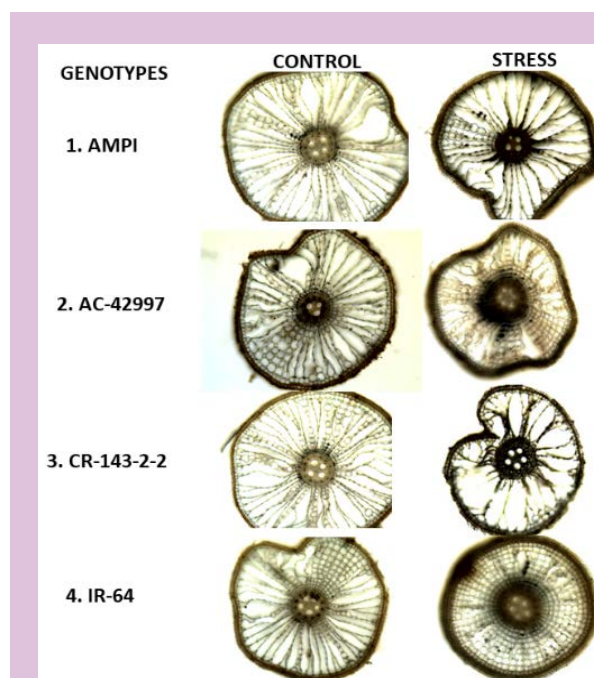 GENOTYPES CONTROL STRESS
1. AMPI
2. AC-42997
3. CR-143-2-2
4. IR-64